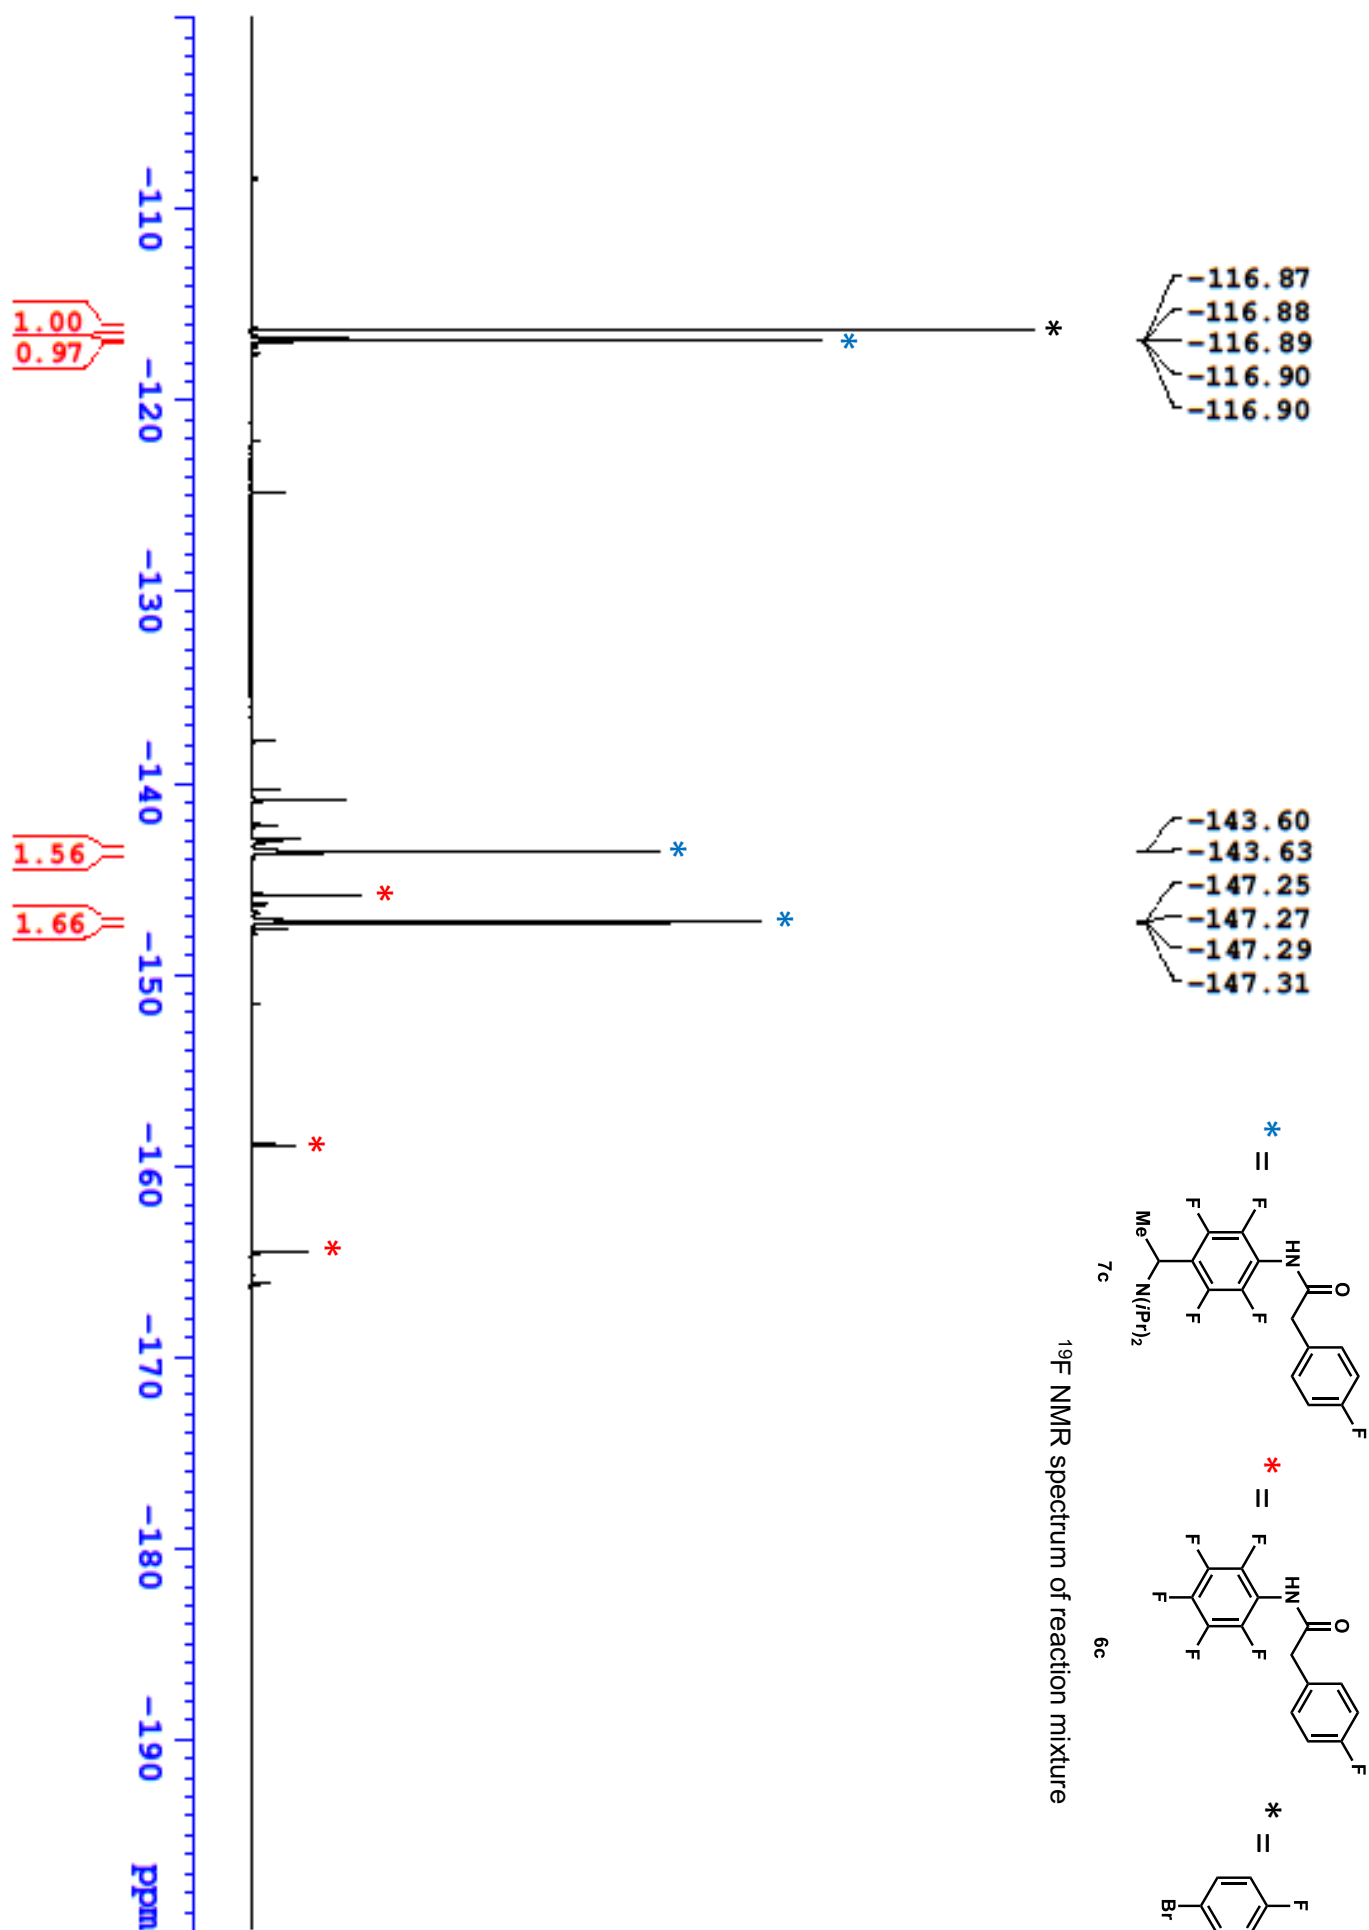 -116.87
-116.88
-116.89
-116.90
-116.90
-143.60
-143.63
-147.25
-147.27
-147.29
-147.31
* =
HN
O
F
F
F
F
F
Me
N(iPr)₂
7c
* =
HN
O
F
F
F
F
F
F
6c
* =
F
Br
¹⁹F NMR spectrum of reaction mixture
*
*
*
*
*
*
*
-110
-120
-130
-140
-150
-160
-170
-180
-190
ppm
1.00
0.97
1.56
1.66